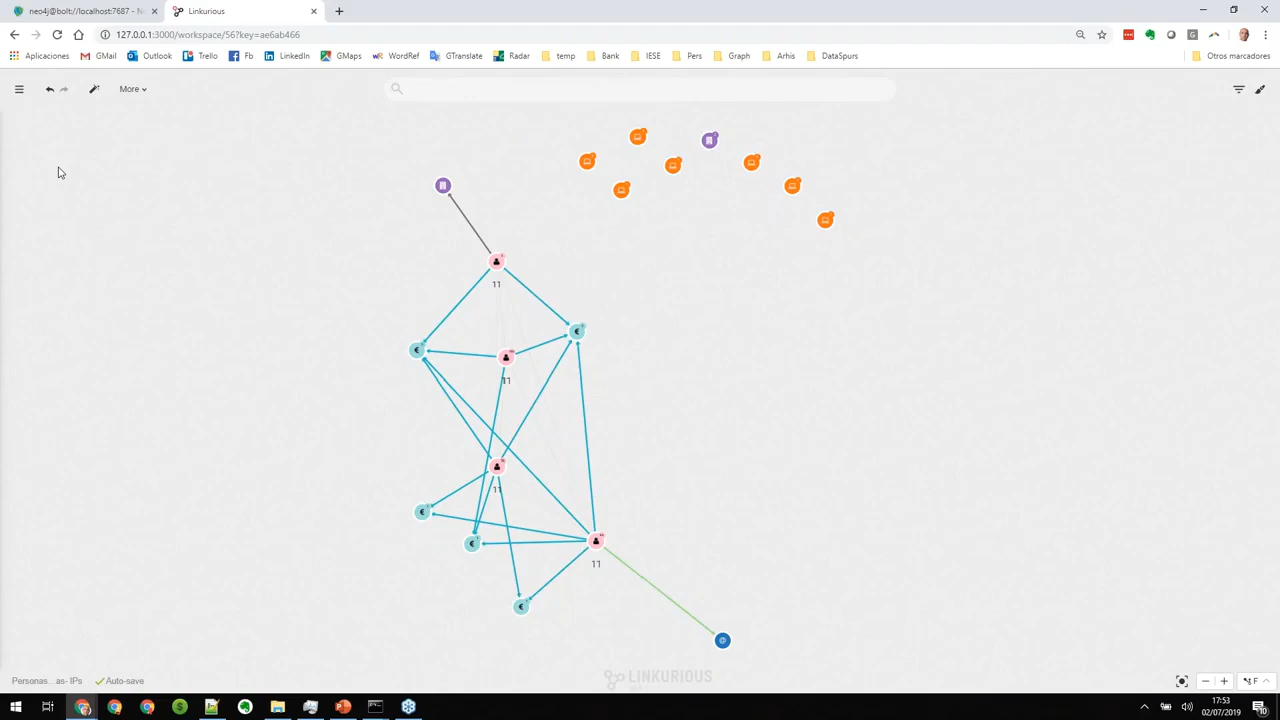 neo4j@bolt://localhost:7687 - Ne
Linkurious
127.0.0.1:3000/workspace/56?key=ae6ab466
Aplicaciones GMail Outlook Trello Fb LinkedIn GMaps WordRef GTranslate Radar temp Bank IESE Pers Graph Arhis DataSpurs Otros marcadores
More
11
11
11
11
LINKURIOUS
Personas... as- IPs Auto-save
F
17:53
02/07/2019
10